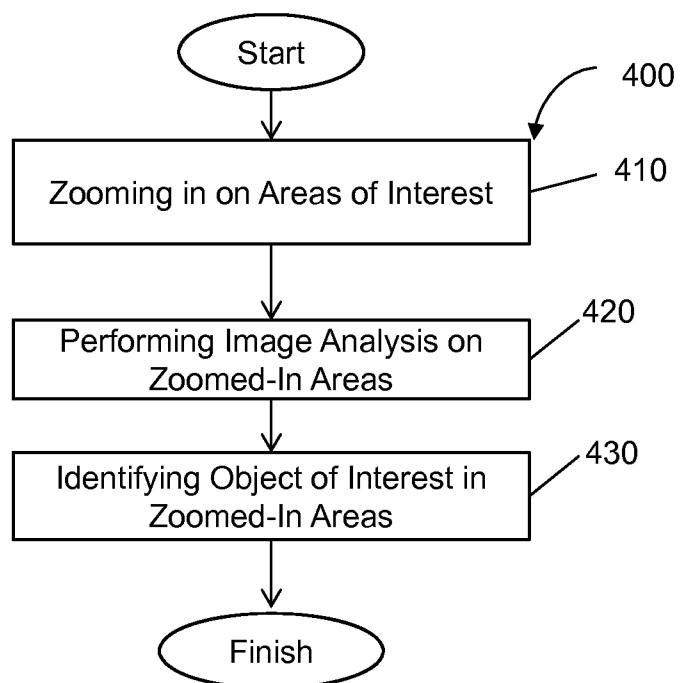 Start
400
Zooming in on Areas of Interest
410
Performing Image Analysis on
Zoomed-In Areas
420
Identifying Object of Interest in
Zoomed-In Areas
430
Finish